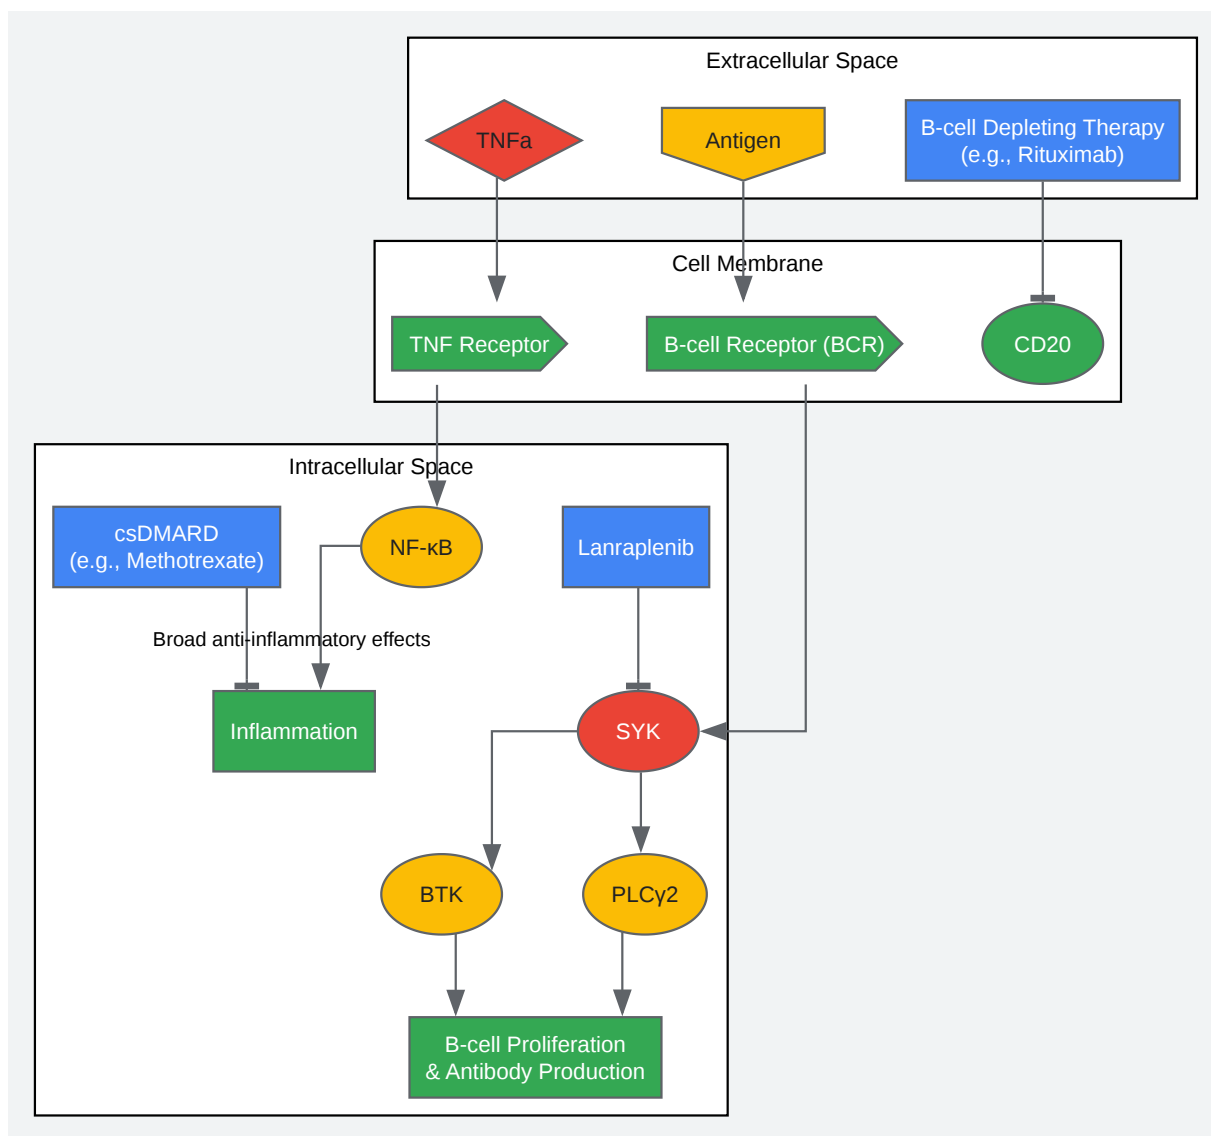 Extracellular Space
TNFa
Antigen
B-cell Depleting Therapy
(e.g., Rituximab)
Cell Membrane
TNF Receptor
B-cell Receptor (BCR)
CD20
Intracellular Space
csDMARD
(e.g., Methotrexate)
NF-κB
Lanraplenib
Broad anti-inflammatory effects
Inflammation
SYK
BTK
PLCγ2
B-cell Proliferation
& Antibody Production